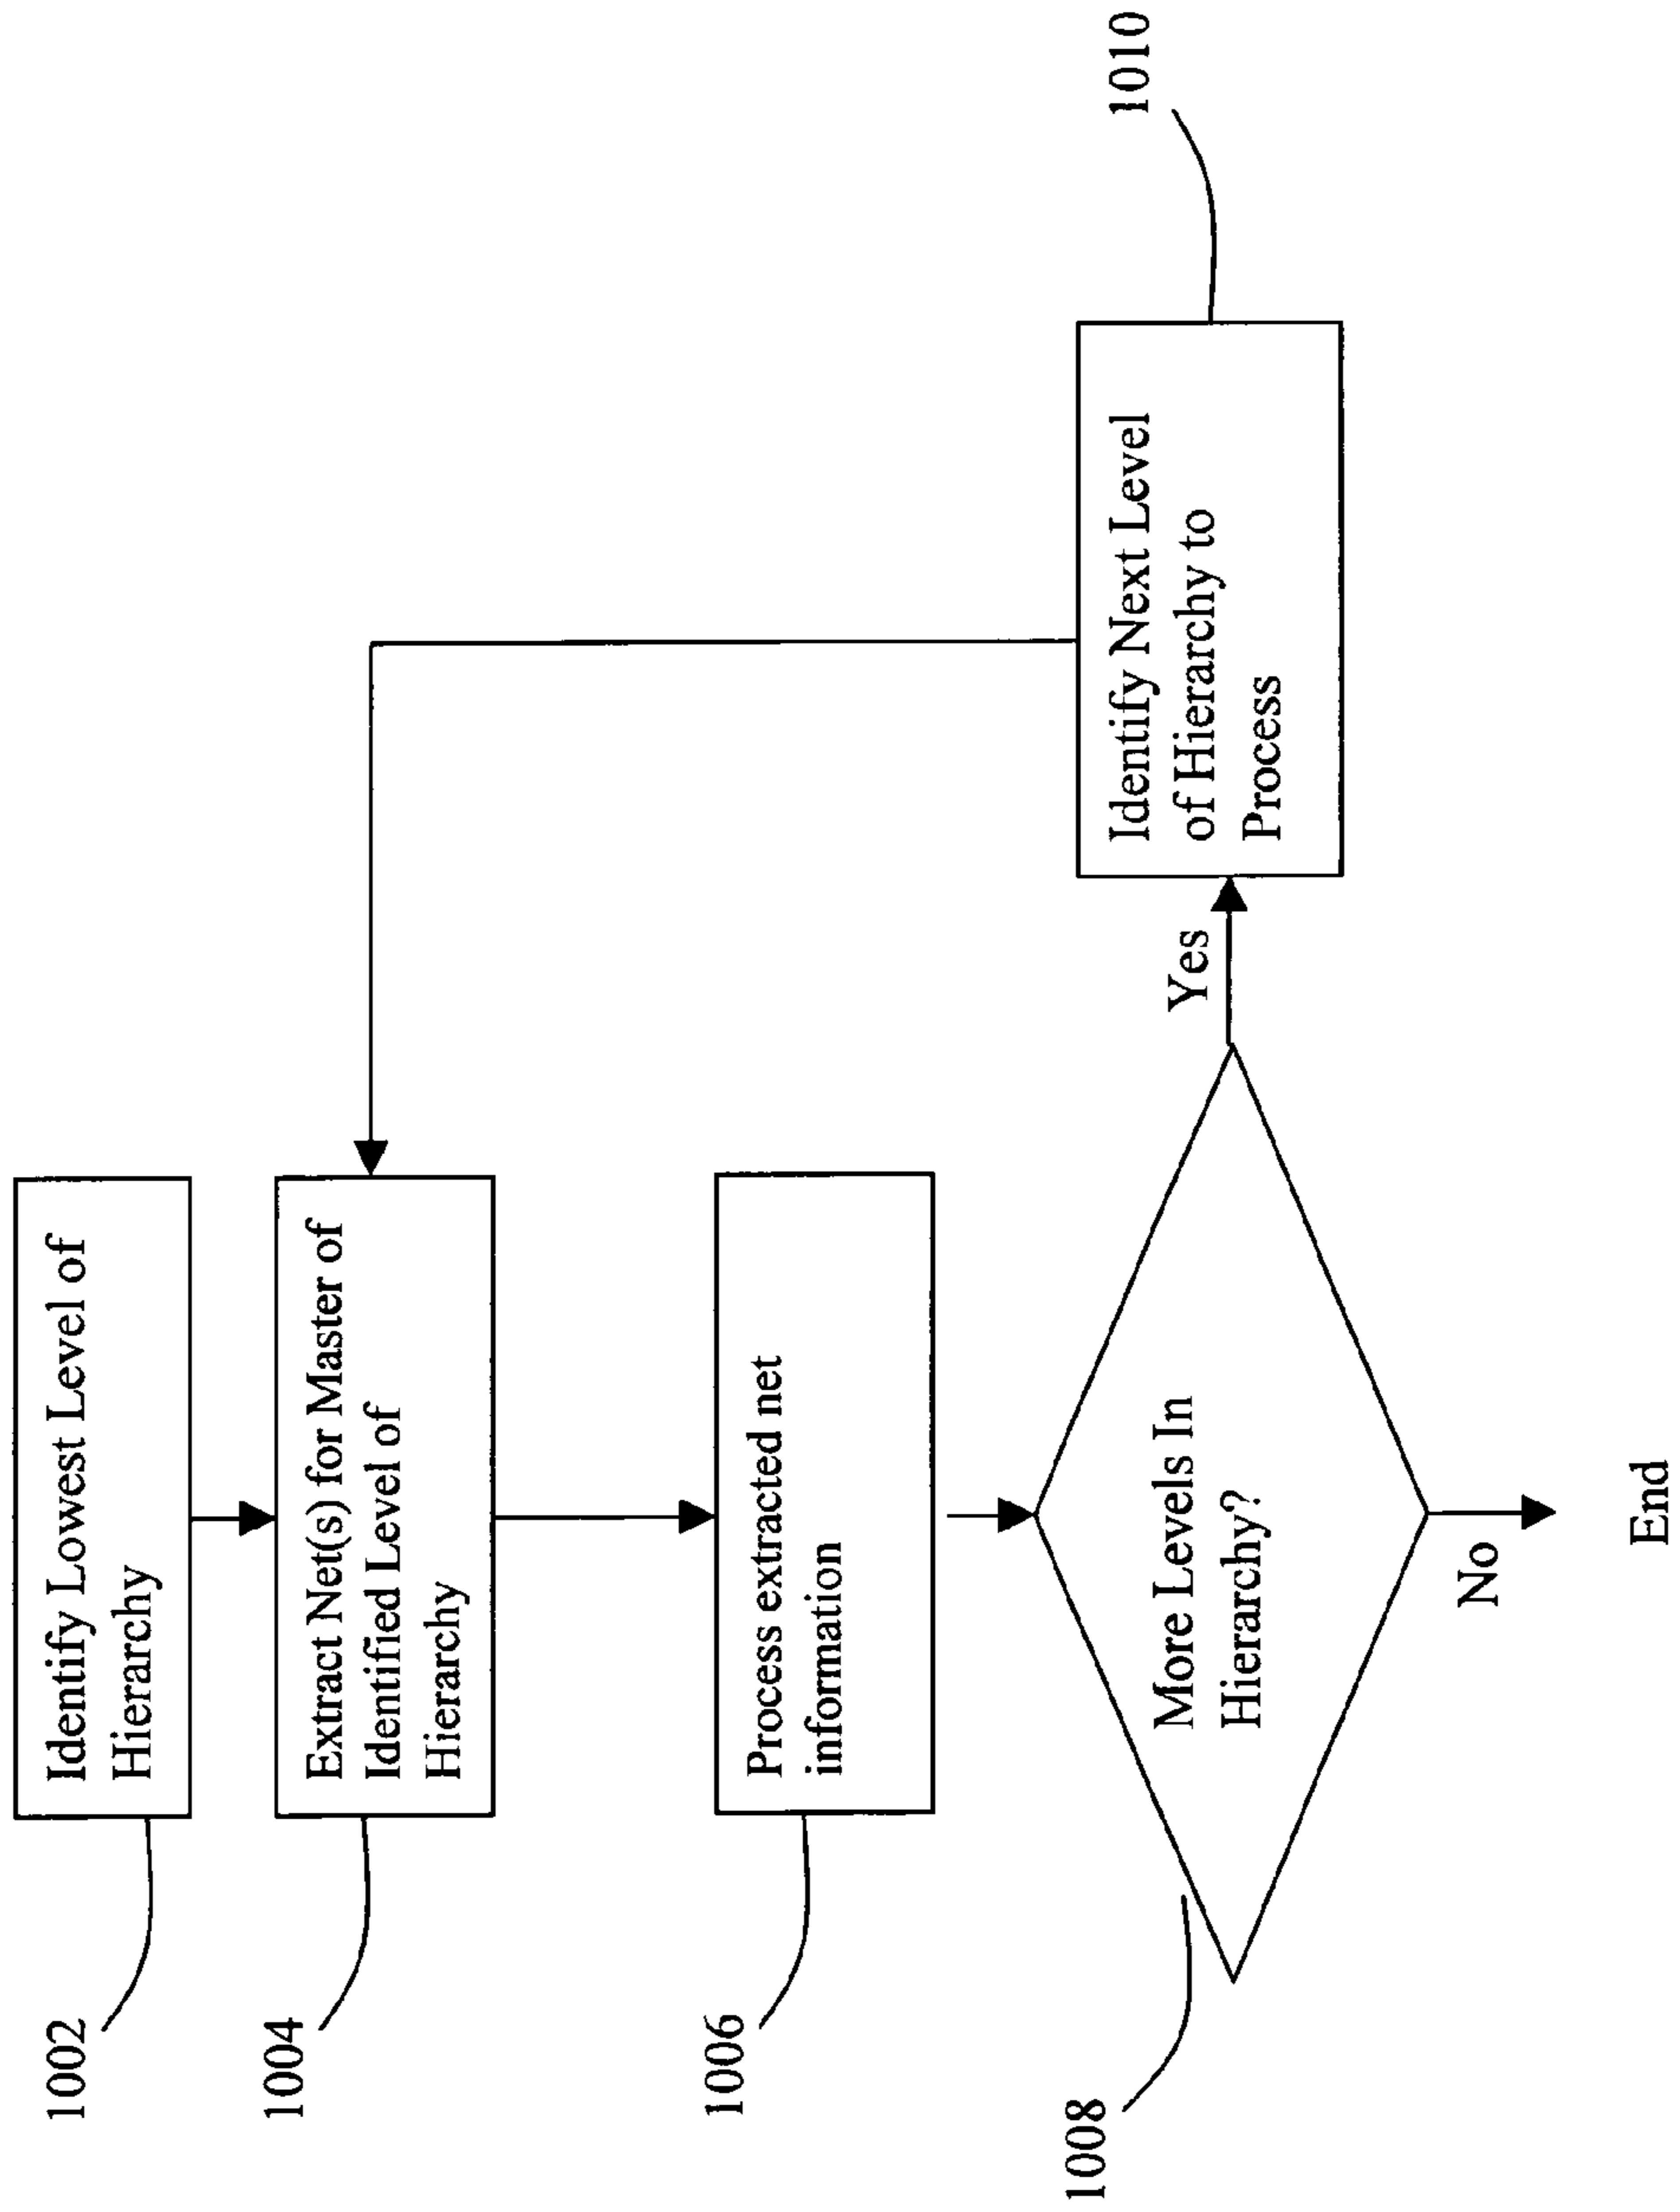 1002
Identify Lowest Level of
Hierarchy
1004
Extract Net(s) for Master of
Identified Level of
Hierarchy
1006
Process extracted net
information
1008
More Levels In
Hierarchy?
Yes
Identify Next Level
of Hierarchy to
Process
1010
No
End